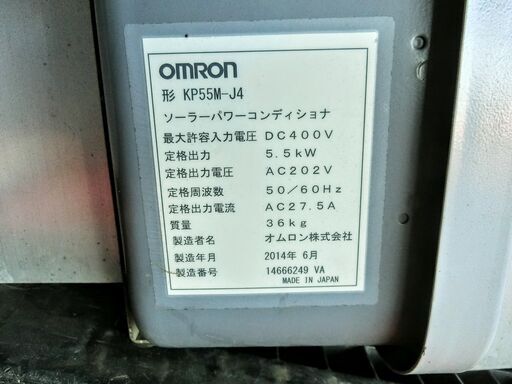 OMRON
形 KP55M-J4
ソーラーパワーコンディショナ
最大許容入力電圧 DC400V
定格出力 5.5kW
定格出力電圧 AC202V
定格周波数 50/60Hz
定格出力電流 AC27.5A
質量 36kg
製造者名 オムロン株式会社
製造年月 2014年 6月
製造番号 14666249 VA
MADE IN JAPAN